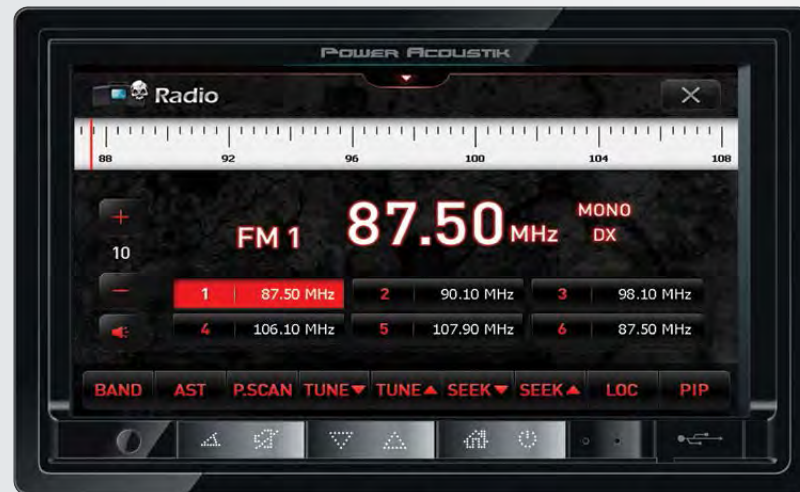 POWER ACOUSTIK
Radio
88 92 96 100 104 108
+
10
−
FM 1 87.50 MHz MONO
DX
1 87.50 MHz 2 90.10 MHz 3 98.10 MHz
4 106.10 MHz 5 107.90 MHz 6 87.50 MHz
BAND AST P.SCAN TUNE▼ TUNE▲ SEEK▼ SEEK▲ LOC PIP